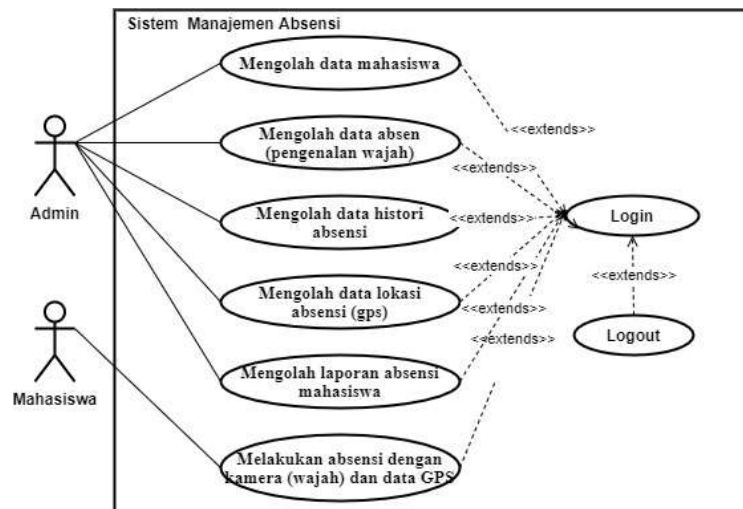 Sistem Manajemen Absensi
Mengolah data mahasiswa
<<extends>>
Mengolah data absen
(pengenalan wajah)
<<extends>>
Admin
Mengolah data histori
absensi
<<extends>>
Login
<<extends>>
<<extends>>
Mengolah data lokasi
absensi (gps)
<<extends>>
<<extends>>
Logout
Mengolah laporan absensi
mahasiswa
Mahasiswa
Melakukan absensi dengan
kamera (wajah) dan data GPS